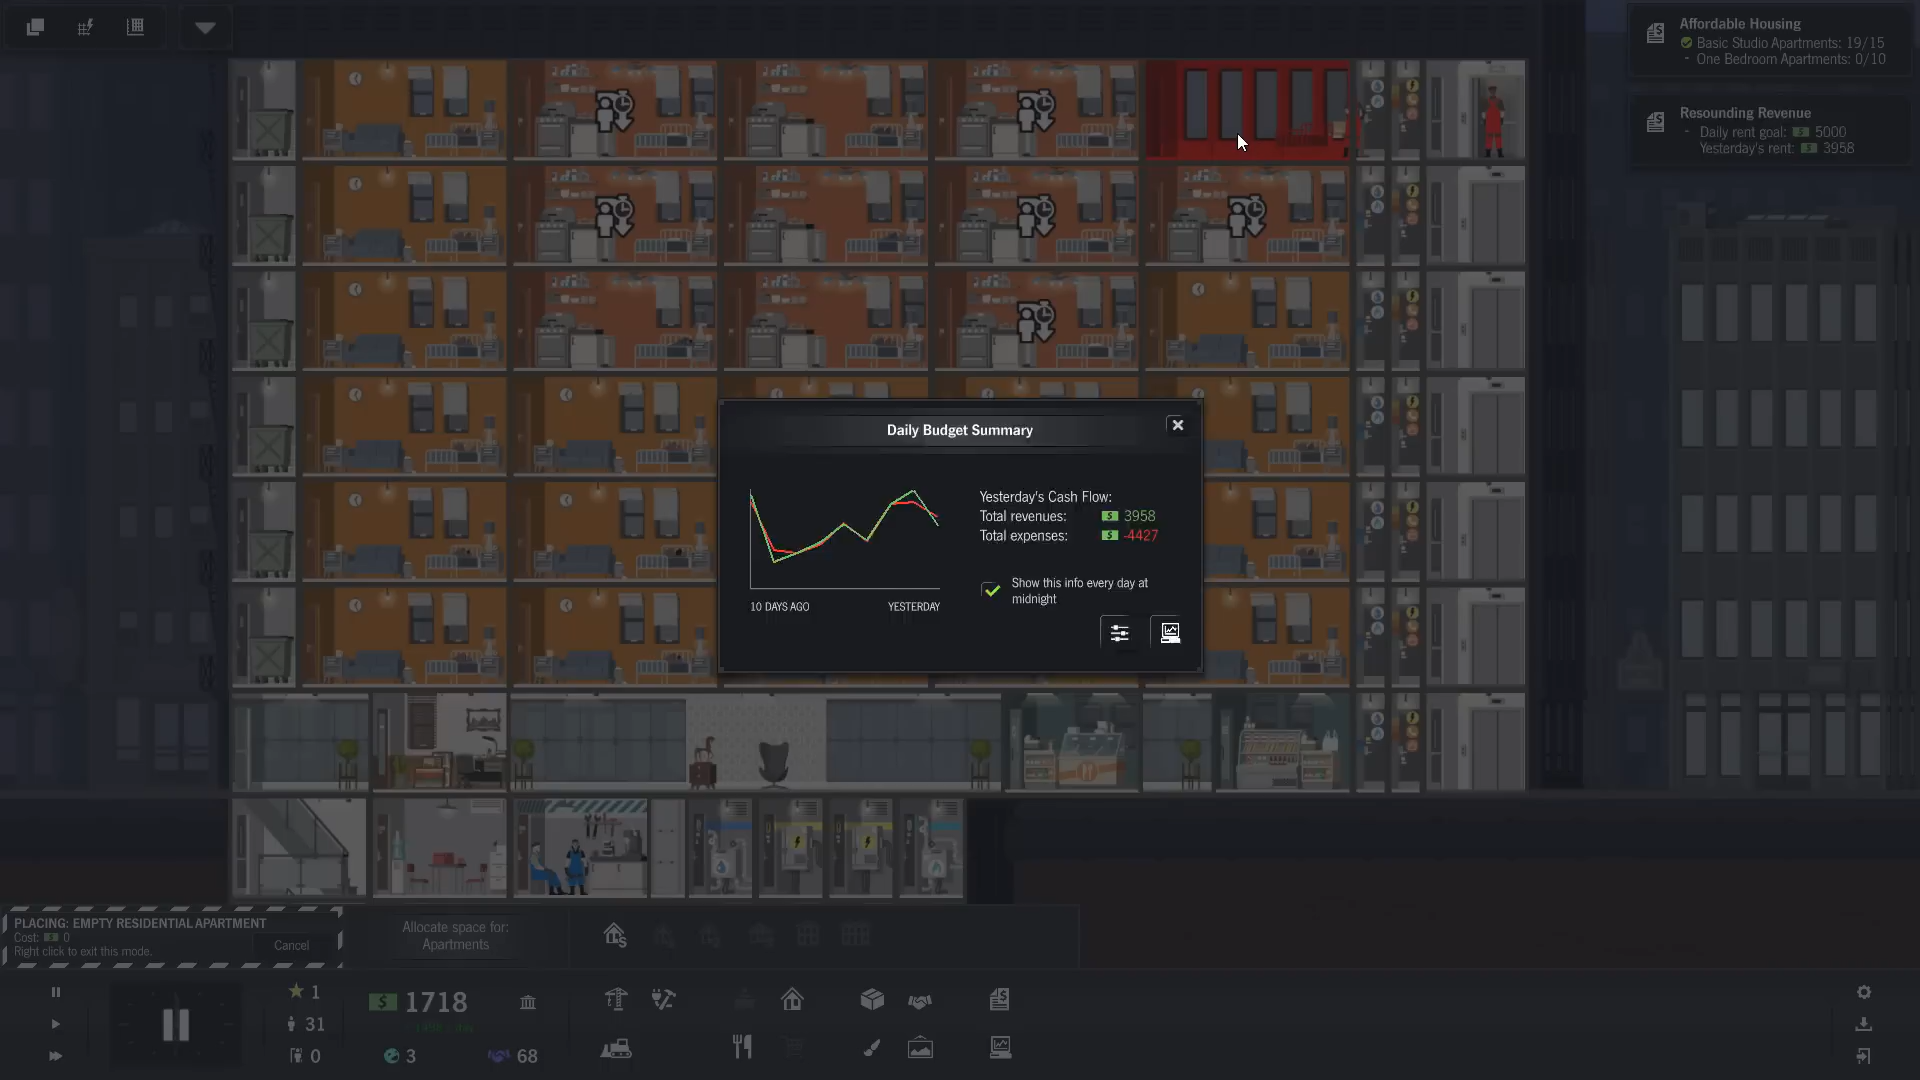 Affordable Housing
Basic Studio Apartments: 19/15
- One Bedroom Apartments: 0/10
Resounding Revenue
- Daily rent goal: 5000
Yesterday's rent: 3958
Daily Budget Summary
Yesterday's Cash Flow:
Total revenues: 3958
Total expenses: -4427
Show this info every day at
midnight
10 DAYS AGO
YESTERDAY
PLACING: EMPTY RESIDENTIAL APARTMENT
Cost: 0
Right click to exit this mode.
Cancel
Allocate space for:
Apartments
1
31
0
1718
3
68